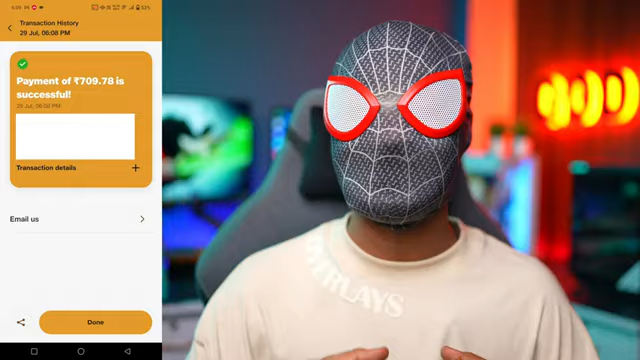 Transaction History
29 Jul, 06:08 PM
Payment of ₹709.78 is
successful!
29 Jul, 06:08 PM
Transaction details
Email us
Done